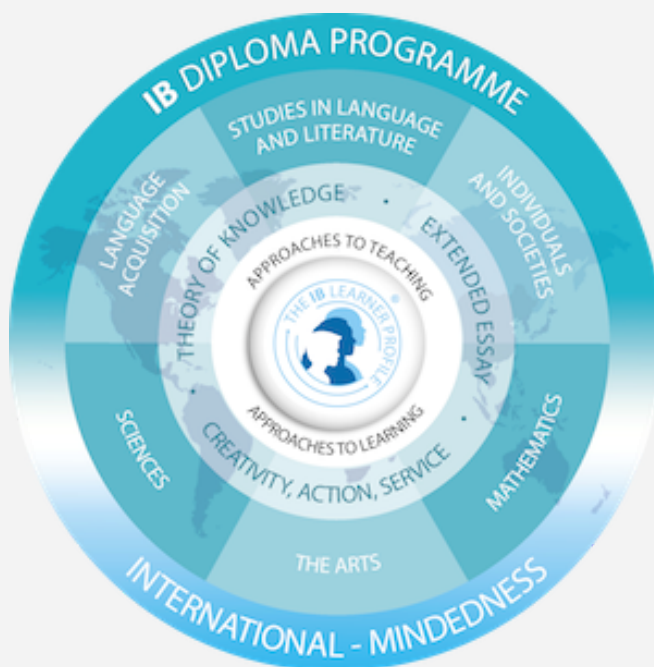 IB DIPLOMA PROGRAMME
STUDIES IN LANGUAGE
AND LITERATURE
LANGUAGE
ACQUISITION
INDIVIDUALS
AND SOCIETIES
THEORY OF KNOWLEDGE
EXTENDED ESSAY
APPROACHES TO TEACHING
THE IB LEARNER PROFILE
®
APPROACHES TO LEARNING
CREATIVITY, ACTION, SERVICE
SCIENCES
MATHEMATICS
THE ARTS
INTERNATIONAL - MINDEDNESS